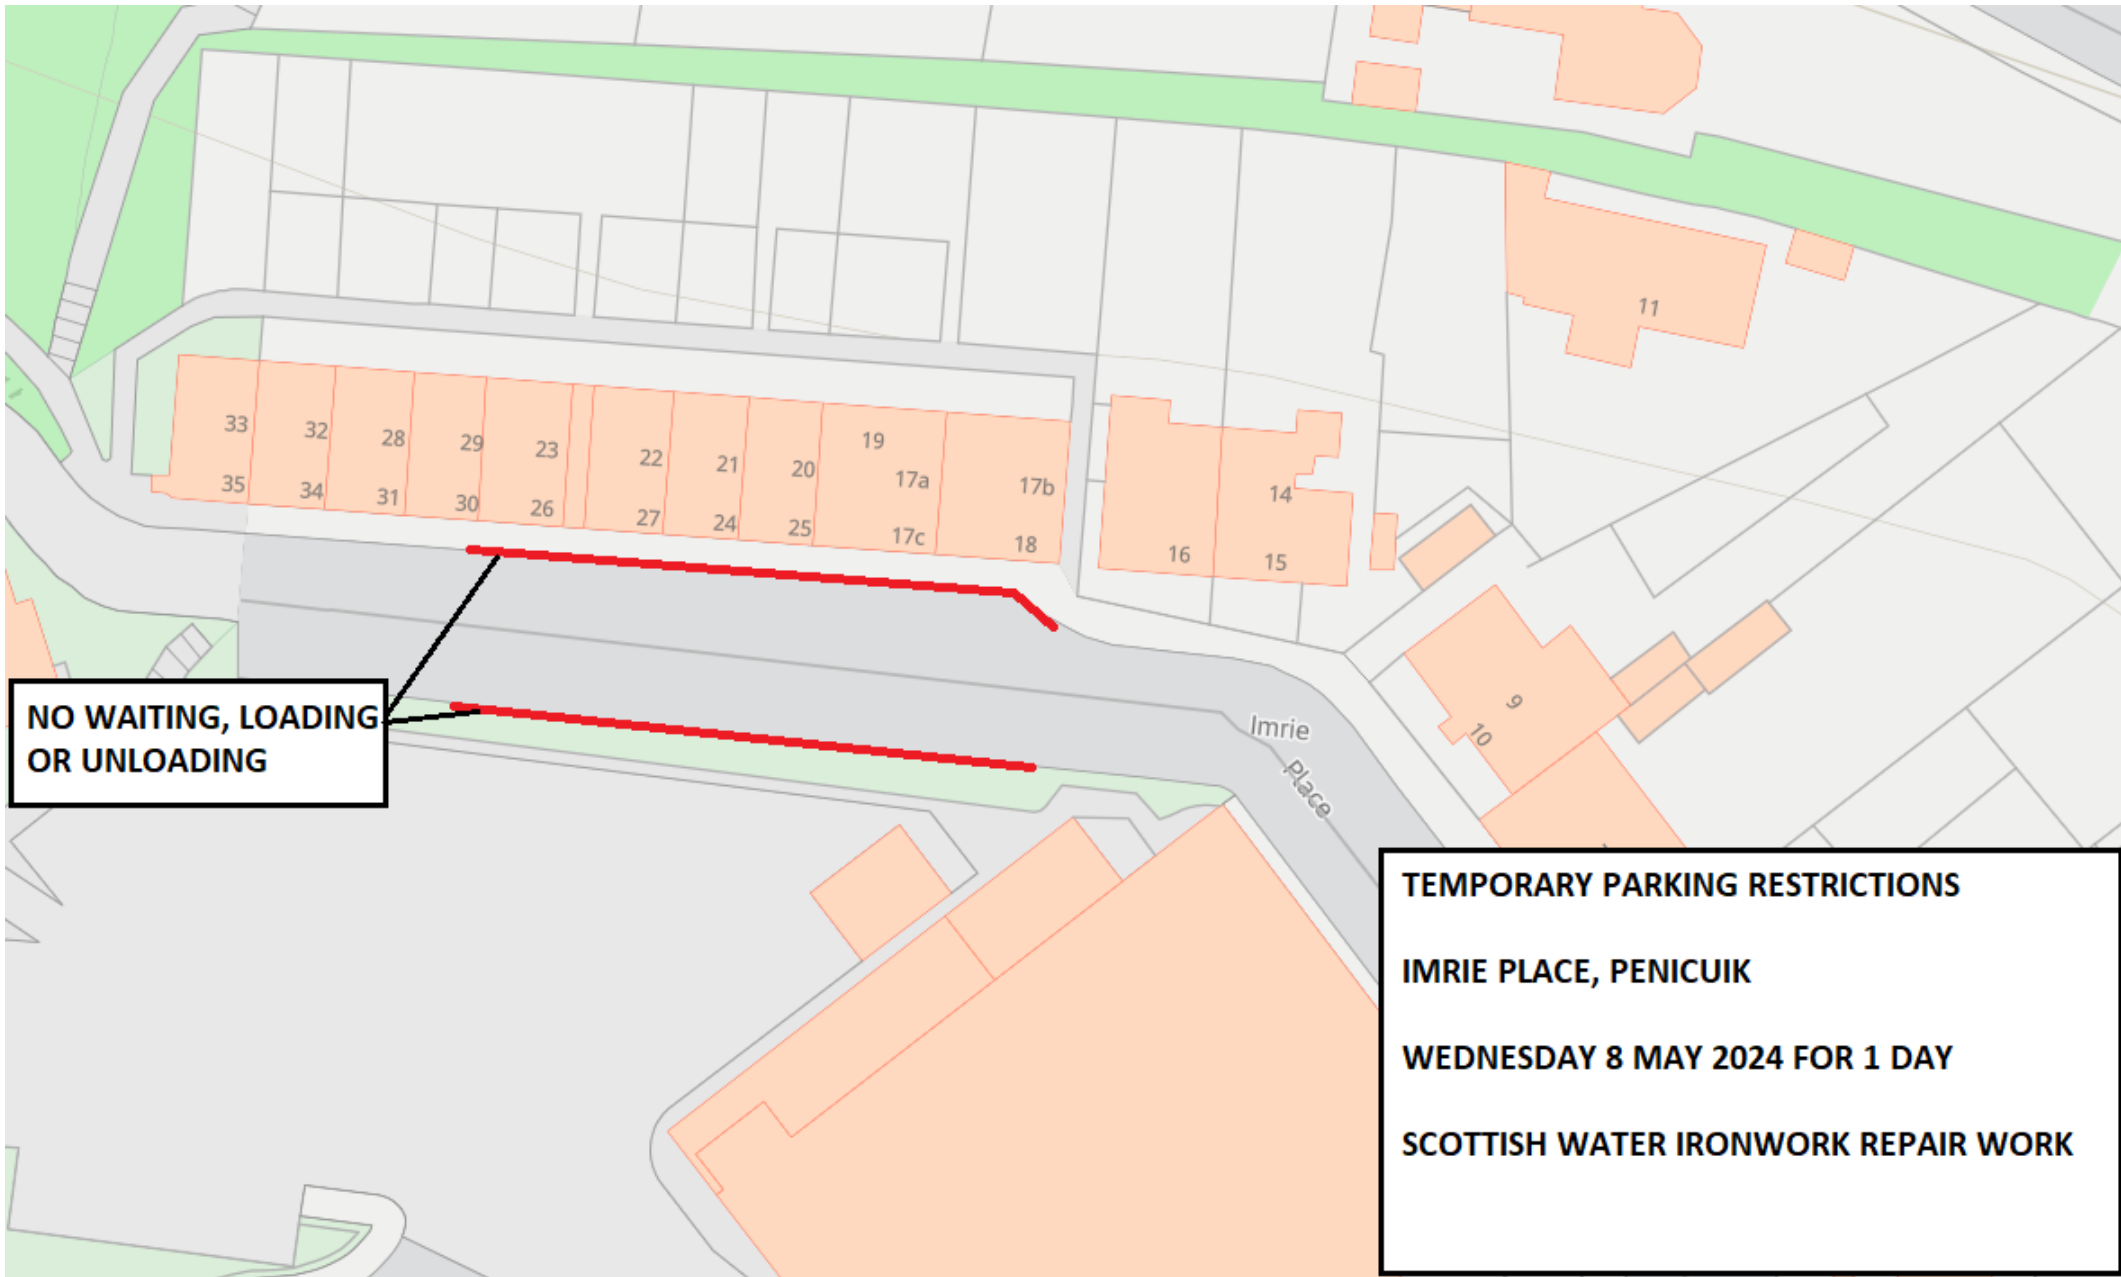 11
33
32
28
29
23
22
21
20
19
17a
17b
35
34
31
30
26
27
24
25
17c
18
14
16
15
9
10
Imrie
Place
NO WAITING, LOADING
OR UNLOADING
TEMPORARY PARKING RESTRICTIONS
IMRIE PLACE, PENICUIK
WEDNESDAY 8 MAY 2024 FOR 1 DAY
SCOTTISH WATER IRONWORK REPAIR WORK